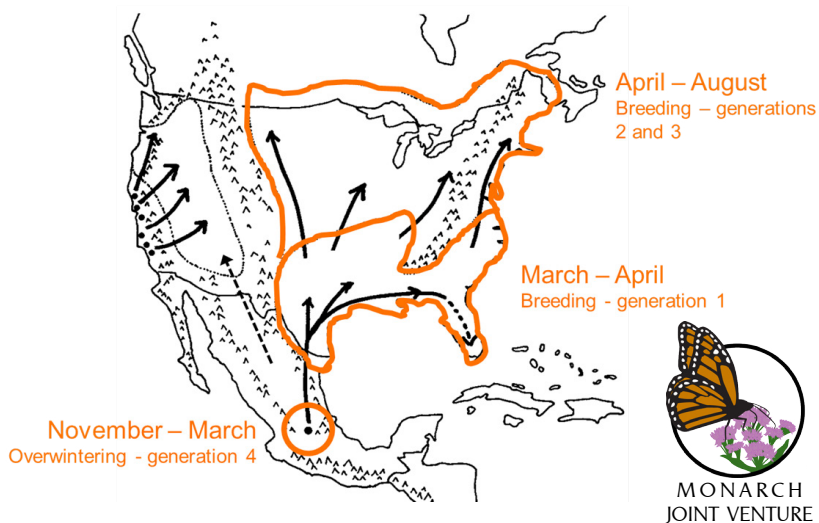 April – August
Breeding – generations
2 and 3
March – April
Breeding - generation 1
November – March
Overwintering - generation 4
MONARCH
JOINT VENTURE